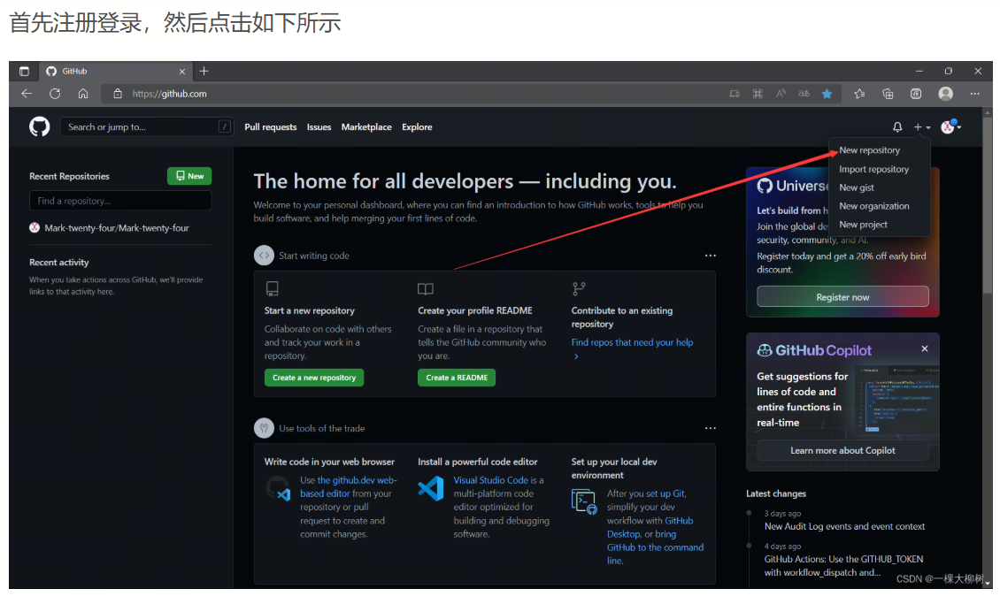 首先注册登录，然后点击如下所示
GitHub
https://github.com
Search or jump to...
/
Pull requests Issues Marketplace Explore
New repository
Import repository
New gist
New organization
New project
Recent Repositories
New
Find a repository...
Mark-twenty-four/Mark-twenty-four
Recent activity
When you take actions across GitHub, we'll provide
links to that activity here.
The home for all developers — including you.
Welcome to your personal dashboard, where you can find an introduction to how GitHub works, tools to help you
build software, and help merging your first lines of code.
Start writing code
Start a new repository
Collaborate on code with others
and track your work in a
repository.
Create a new repository
Create your profile README
Create a file in a repository that
tells the GitHub community who
you are.
Create a README
Contribute to an existing
repository
Find repos that need your help
Use tools of the trade
Write code in your web browser
Use the github.dev web-
based editor from your
repository or pull
request to create and
commit changes.
Install a powerful code editor
Visual Studio Code is a
multi-platform code
editor optimized for
building and debugging
software.
Set up your local dev
environment
After you set up Git,
simplify your dev
workflow with GitHub
Desktop, or bring
GitHub to the command
line.
Universe
Let's build from h
Join the global de
security, community, and AI.
Register today and get a 20% off early bird
discount.
Register now
GitHub Copilot
Get suggestions for
lines of code and
entire functions in
real-time
Learn more about Copilot
Latest changes
3 days ago
New Audit Log events and event context
4 days ago
GitHub Actions: Use the GITHUB_TOKEN
with workflow_dispatch and...
CSDN @一棵大柳树